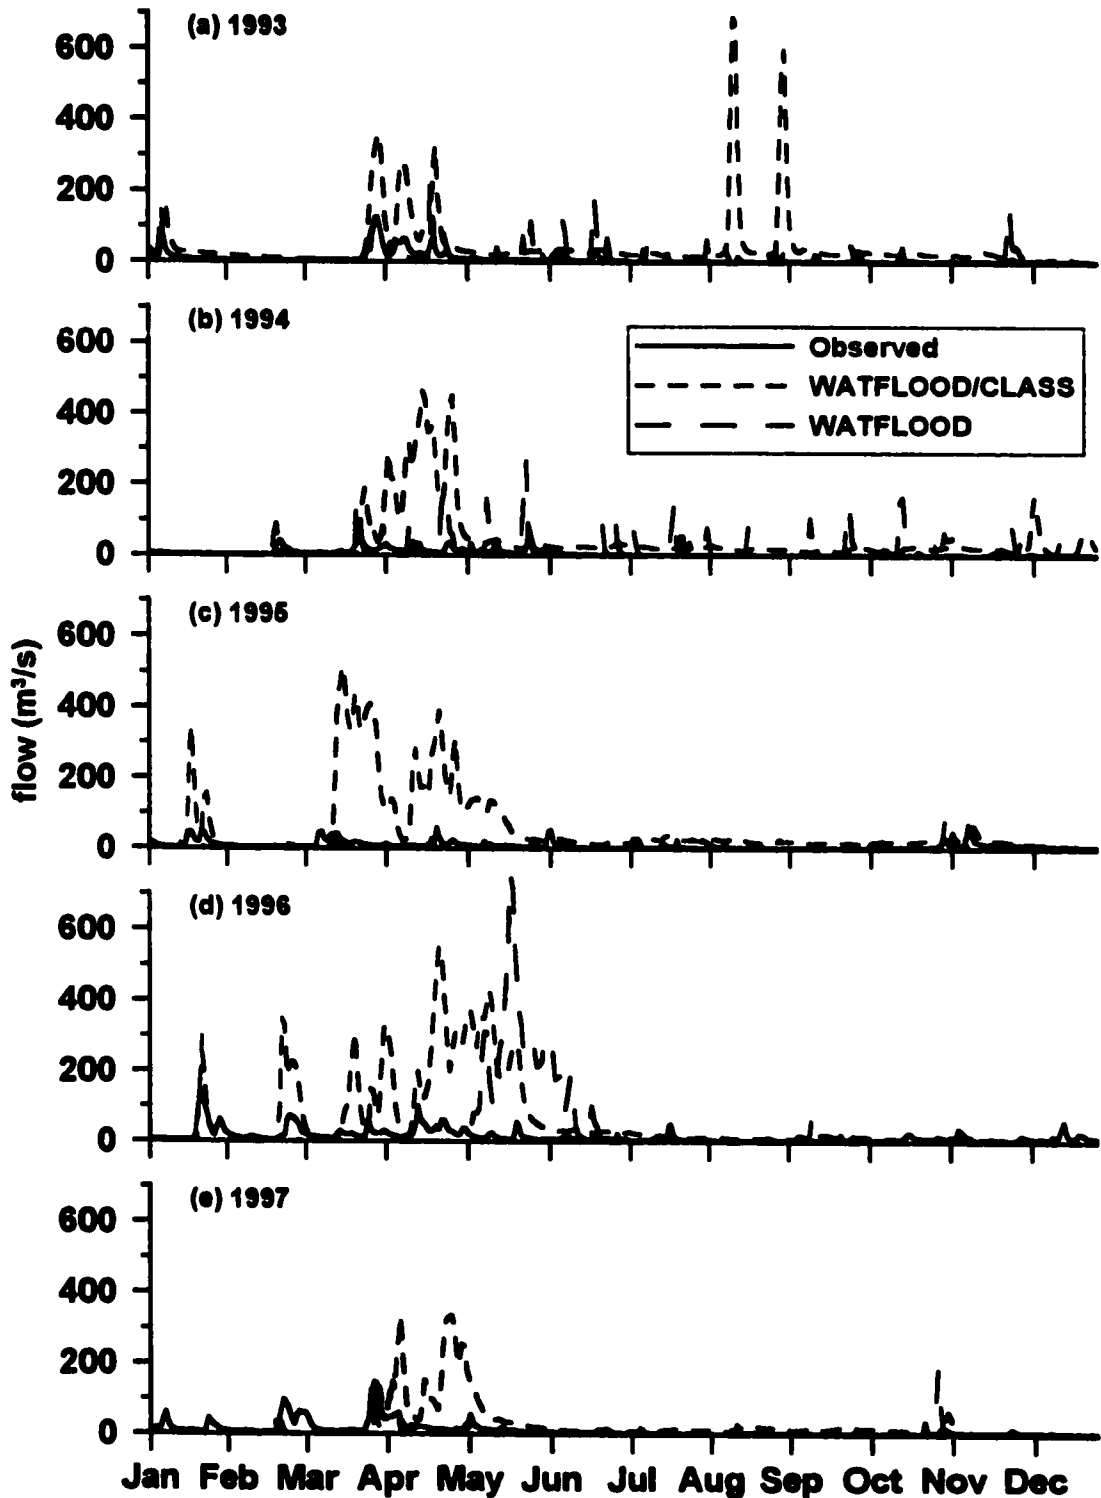 (a) 1993
600
400
200
0
(b) 1994
600
400
200
0
Observed
WATFLOOD/CLASS
WATFLOOD
(c) 1995
600
400
200
0
flow (m³/s)
(d) 1996
600
400
200
0
(e) 1997
600
400
200
0
Jan Feb Mar Apr May Jun Jul Aug Sep Oct Nov Dec